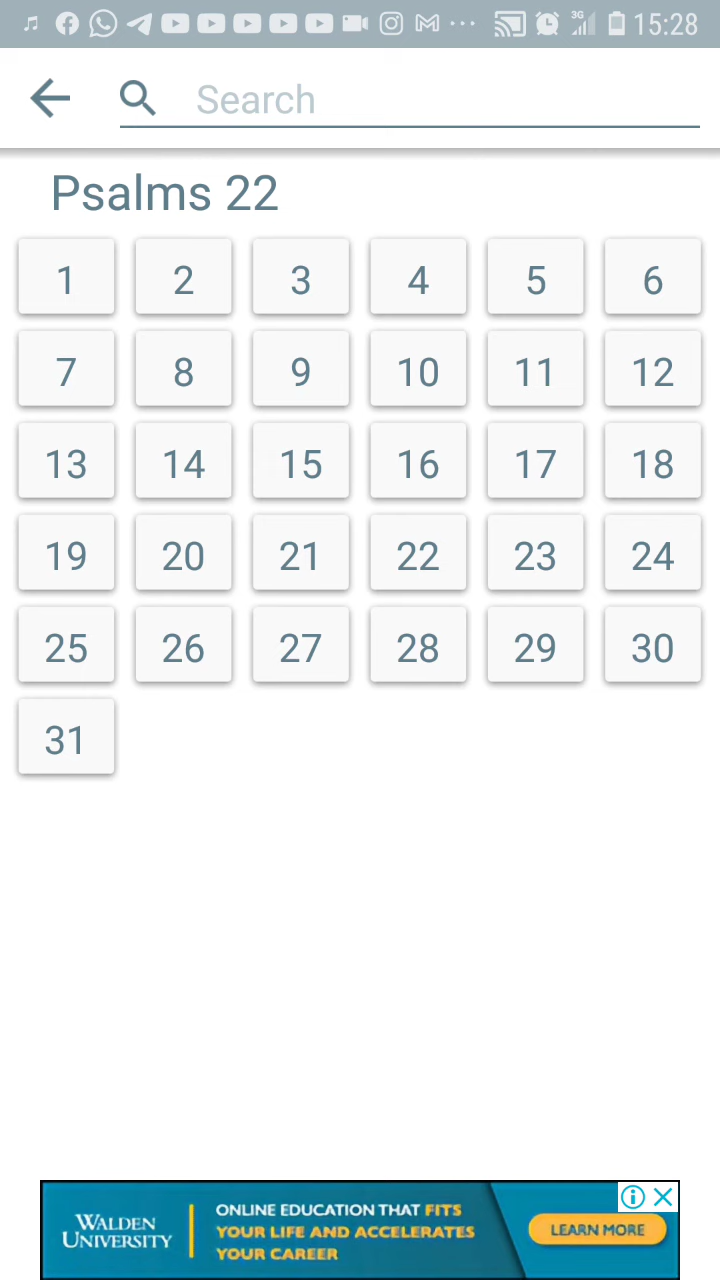 3G 15:28
Search
Psalms 22
1 2 3 4 5 6
7 8 9 10 11 12
13 14 15 16 17 18
19 20 21 22 23 24
25 26 27 28 29 30
31
WALDEN
UNIVERSITY
ONLINE EDUCATION THAT FITS
YOUR LIFE AND ACCELERATES
YOUR CAREER
LEARN MORE